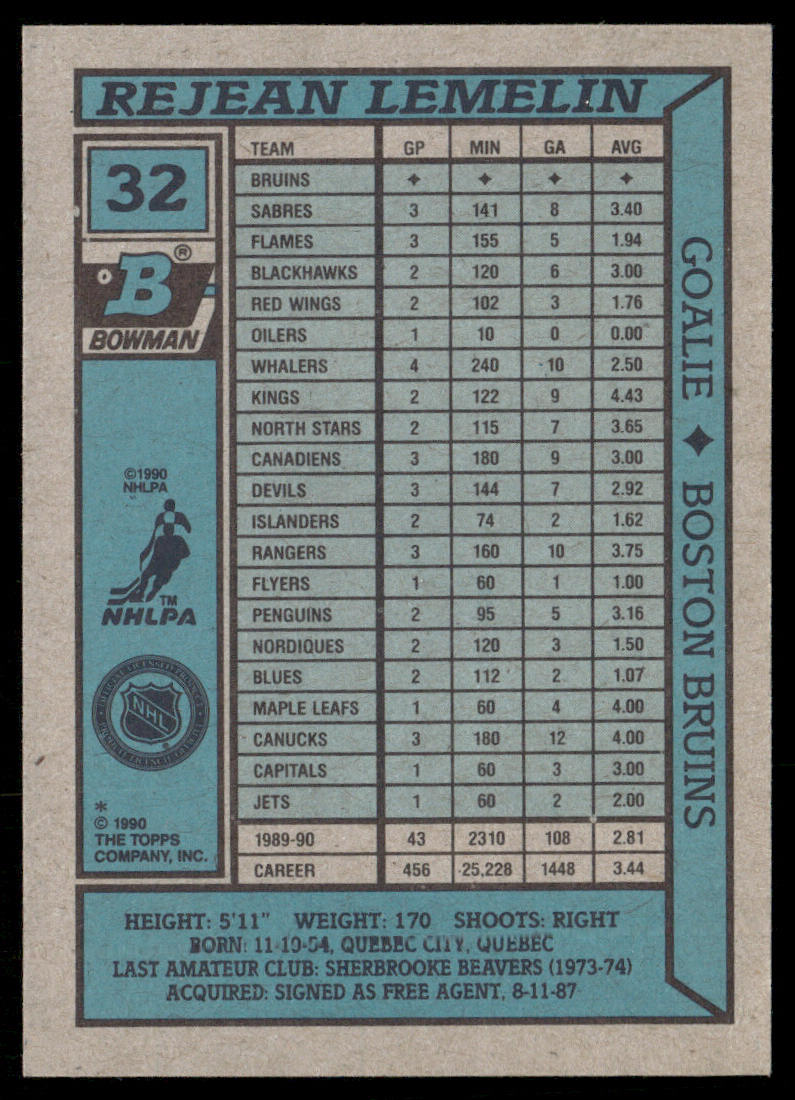 REJEAN LEMELIN
32
B®
BOWMAN
©1990
NHLPA
TM
NHLPA
NHL
®
*
© 1990
THE TOPPS
COMPANY, INC.
TEAM GP MIN GA AVG
BRUINS ✦ ✦ ✦ ✦
SABRES 3 141 8 3.40
FLAMES 3 155 5 1.94
BLACKHAWKS 2 120 6 3.00
RED WINGS 2 102 3 1.76
OILERS 1 10 0 0.00
WHALERS 4 240 10 2.50
KINGS 2 122 9 4.43
NORTH STARS 2 115 7 3.65
CANADIENS 3 180 9 3.00
DEVILS 3 144 7 2.92
ISLANDERS 2 74 2 1.62
RANGERS 3 160 10 3.75
FLYERS 1 60 1 1.00
PENGUINS 2 95 5 3.16
NORDIQUES 2 120 3 1.50
BLUES 2 112 2 1.07
MAPLE LEAFS 1 60 4 4.00
CANUCKS 3 180 12 4.00
CAPITALS 1 60 3 3.00
JETS 1 60 2 2.00
1989-90 43 2310 108 2.81
CAREER 456 25,228 1448 3.44
GOALIE ✦ BOSTON BRUINS
HEIGHT: 5'11" WEIGHT: 170 SHOOTS: RIGHT
BORN: 11-19-54, QUEBEC CITY, QUEBEC
LAST AMATEUR CLUB: SHERBROOKE BEAVERS (1973-74)
ACQUIRED: SIGNED AS FREE AGENT, 8-11-87